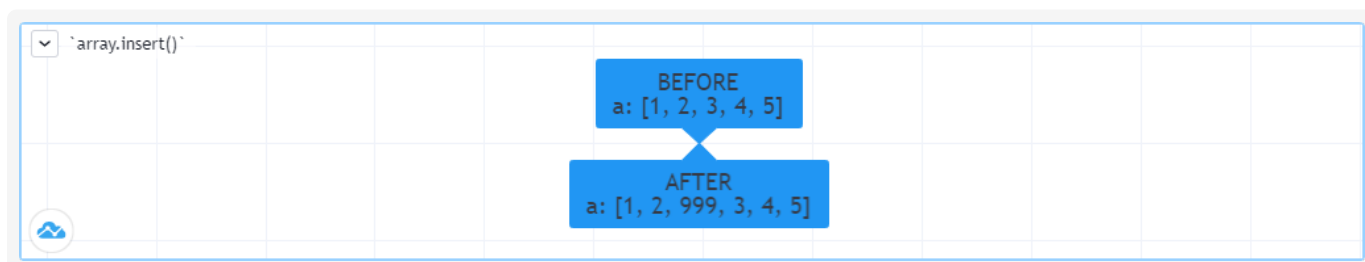 `array.insert()`
BEFORE
a: [1, 2, 3, 4, 5]
AFTER
a: [1, 2, 999, 3, 4, 5]